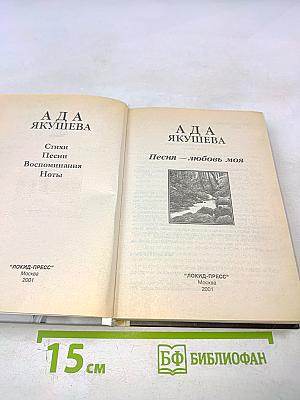 АДА
ЯКУШЕВА
Стихи
Песни
Воспоминания
Ноты
"ЛОКИД-ПРЕСС"
Москва
2001
АДА
ЯКУШЕВА
Песня — любовь моя
"ЛОКИД-ПРЕСС"
Москва
2001
15 см
БФ БИБЛИОФАН